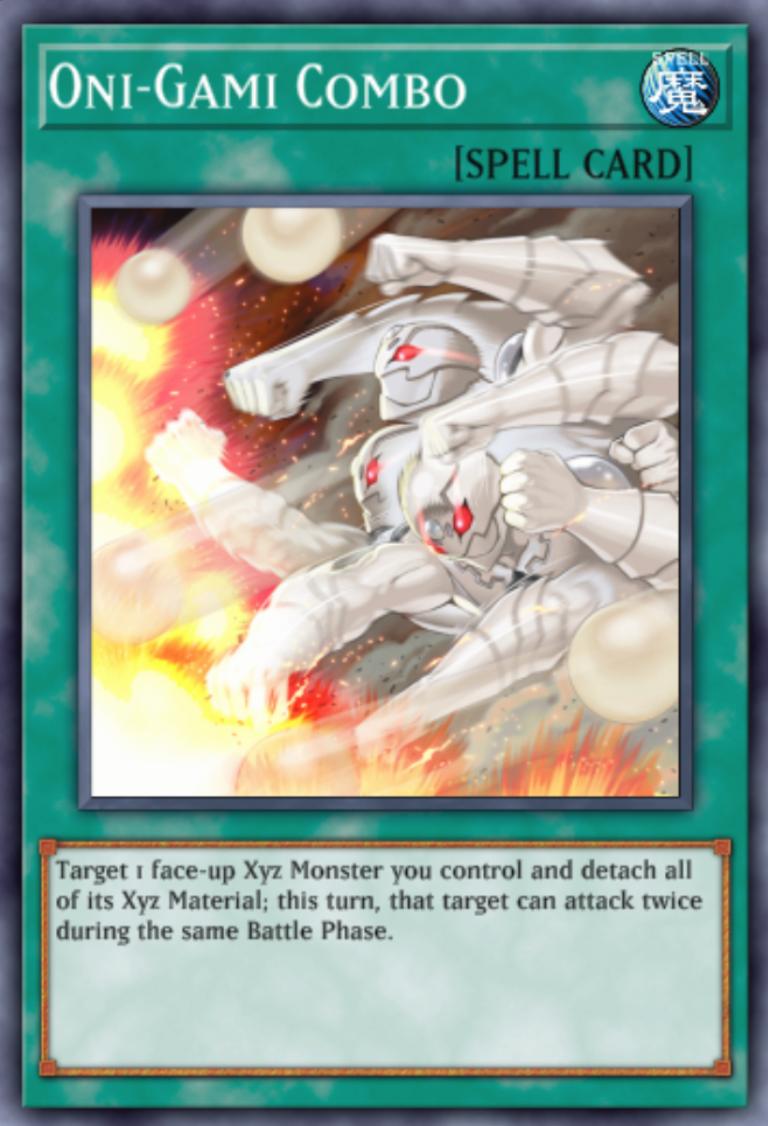 Oni-Gami Combo
SPELL
魔
[SPELL CARD]
Target 1 face-up Xyz Monster you control and detach all
of its Xyz Material; this turn, that target can attack twice
during the same Battle Phase.